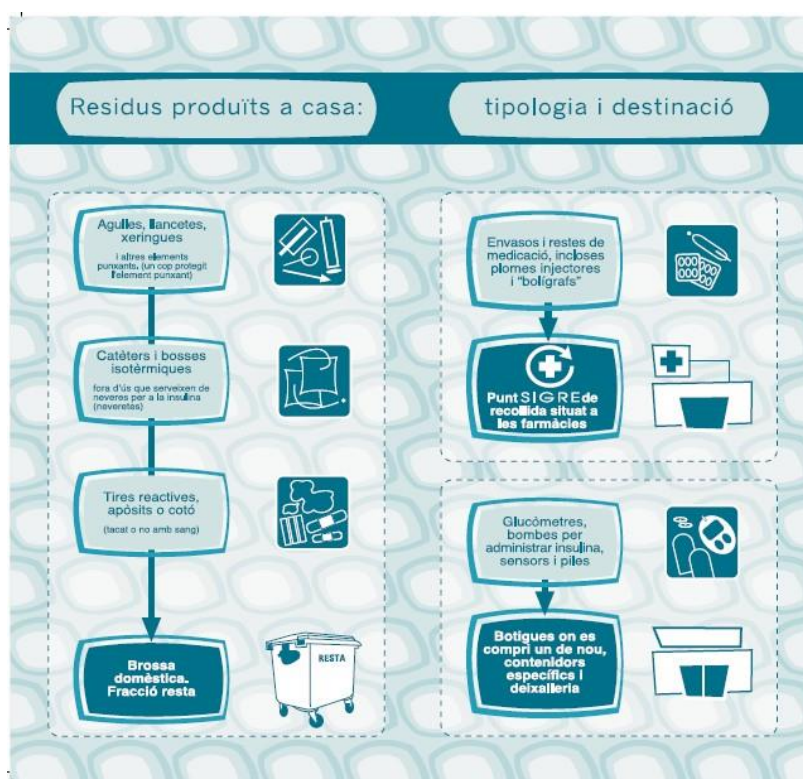 Residus produïts a casa:
tipologia i destinació
Agulles, llancetes,
xeringues
i altres elements
punxants. (un cop protegit
l'element punxant)
Catèters i bosses
isotèrmiques
fora d'ús que serveixen de
neveres per a la insulina
(neveretes)
Tires reactives,
apòsits o cotó
(tacat o no amb sang)
Brossa
domèstica.
Fracció resta
RESTA
Envasos i restes de
medicació, incloses
plomes injectores
i "bolígrafs"
Punt SIGRE de
recollida situat a
les farmàcies
Glucòmetres,
bombes per
administrar insulina,
sensors i piles
Botigues on es
compri un de nou,
contenidors
específics i
deixalleria